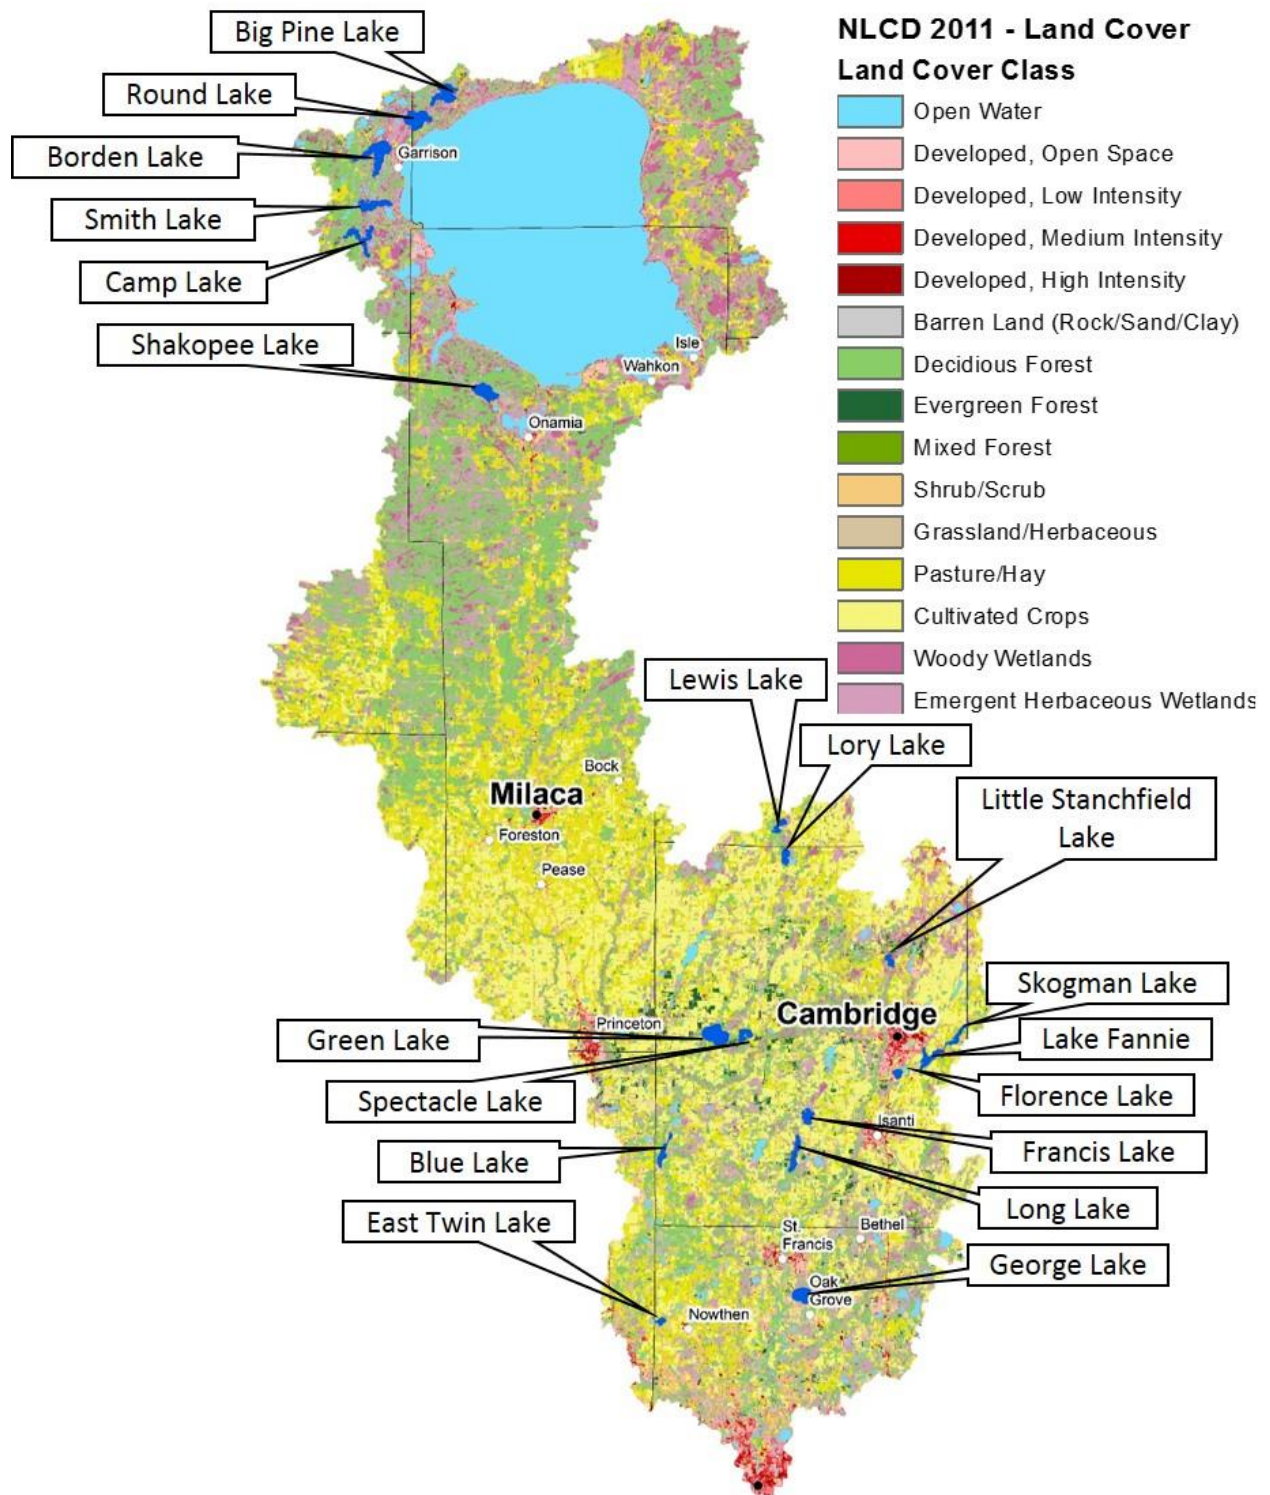 NLCD 2011 - Land Cover
Land Cover Class
Open Water
Developed, Open Space
Developed, Low Intensity
Developed, Medium Intensity
Developed, High Intensity
Barren Land (Rock/Sand/Clay)
Decidious Forest
Evergreen Forest
Mixed Forest
Shrub/Scrub
Grassland/Herbaceous
Pasture/Hay
Cultivated Crops
Woody Wetlands
Emergent Herbaceous Wetlands
Big Pine Lake
Round Lake
Borden Lake
Garrison
Smith Lake
Camp Lake
Shakopee Lake
Isle
Wahkon
Onamia
Lewis Lake
Lory Lake
Bock
Milaca
Little Stanchfield
Lake
Foreston
Pease
Skogman Lake
Cambridge
Princeton
Green Lake
Lake Fannie
Spectacle Lake
Florence Lake
Isanti
Blue Lake
Francis Lake
Long Lake
East Twin Lake
St.
Francis
Bethel
George Lake
Oak
Grove
Nowthen